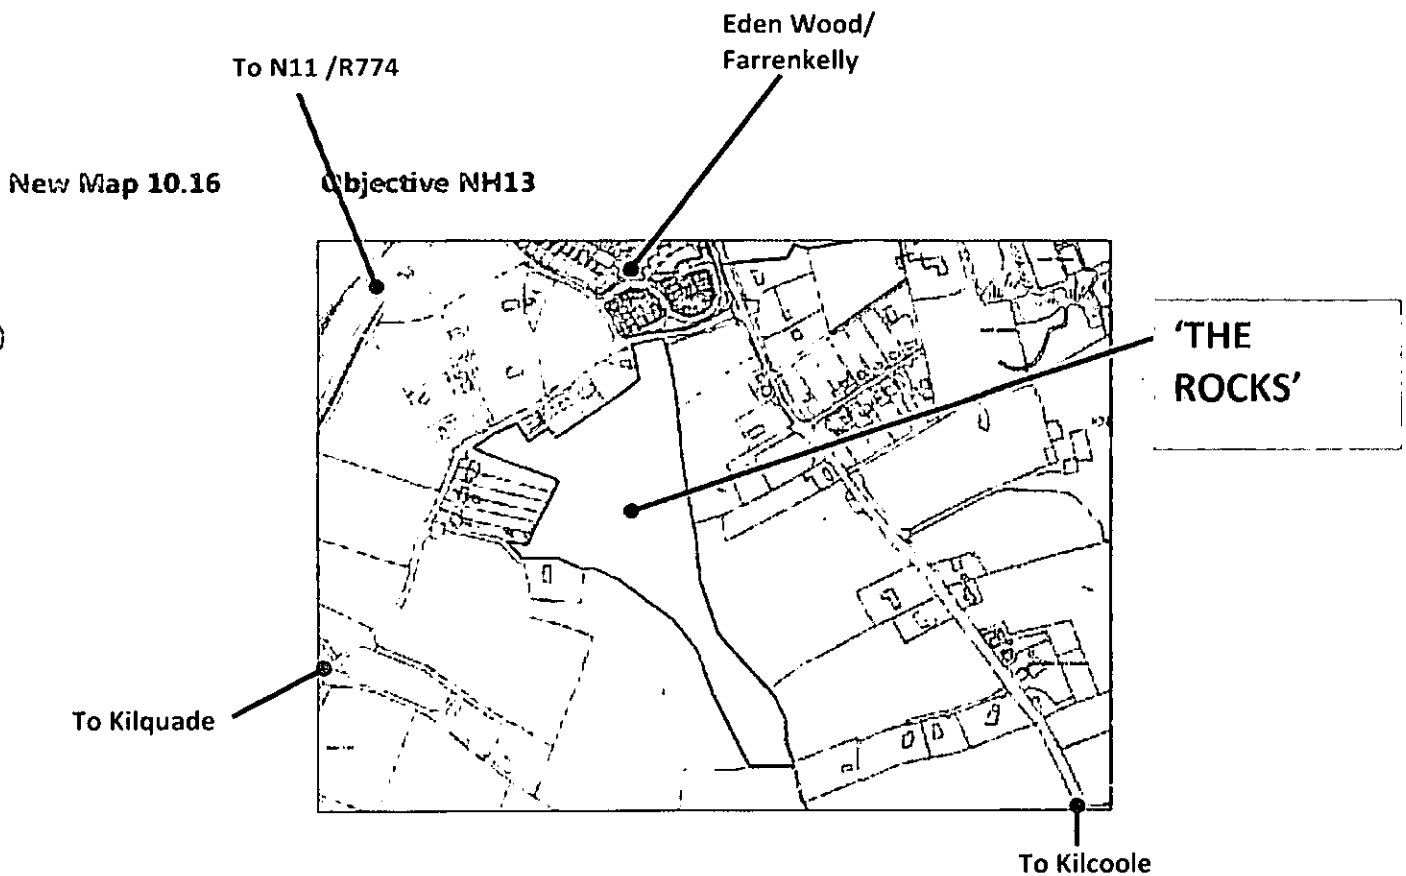 Eden Wood/
Farrenkelly
To N11 /R774
New Map 10.16 Objective NH13
'THE
ROCKS'
To Kilquade
To Kilcoole